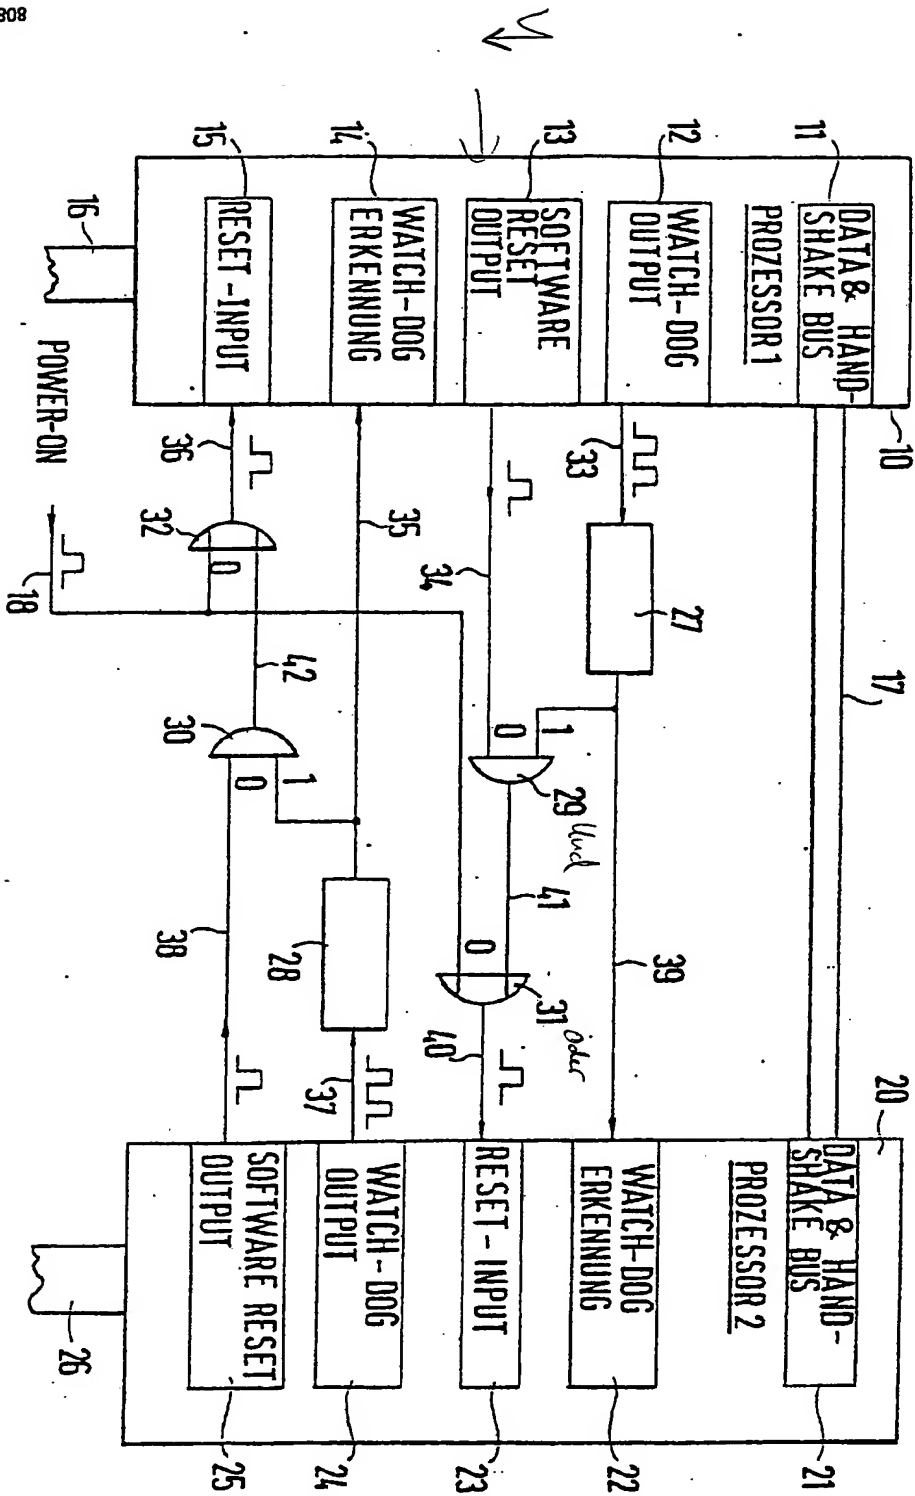 808
10
11
DATA & HAND-
SHAKE BUS
PROZESSOR 1
12
WATCH-DOG
OUTPUT
13
SOFTWARE
RESET
OUTPUT
14
WATCH-DOG
ERKENNUNG
15
RESET-INPUT
16
17
33
27
34
1
0
29
Und
41
39
0
31
oder
40
35
36
32
0
POWER-ON
18
42
30
1
0
28
37
38
20
DATA & HAND-
SHAKE BUS
21
PROZESSOR 2
WATCH-DOG
ERKENNUNG
22
RESET-INPUT
23
WATCH-DOG
OUTPUT
24
SOFTWARE RESET
OUTPUT
25
26